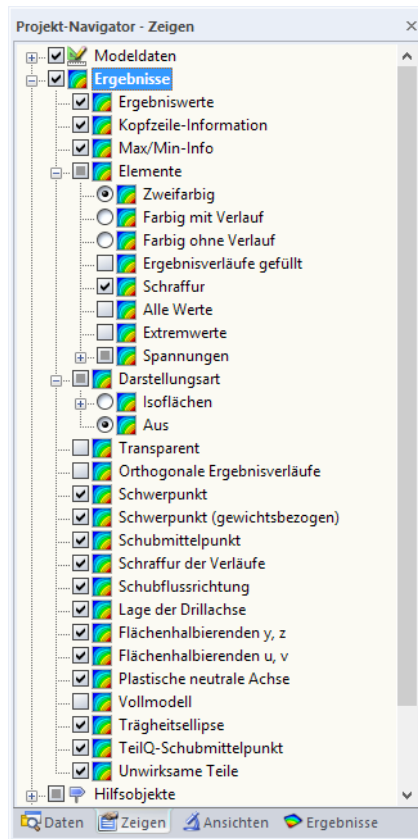 Projekt-Navigator - Zeigen
Modeldaten
Ergebnisse
Ergebniswerte
Kopfzeile-Information
Max/Min-Info
Elemente
Zweifarbig
Farbig mit Verlauf
Farbig ohne Verlauf
Ergebnisverläufe gefüllt
Schraffur
Alle Werte
Extremwerte
Spannungen
Darstellungsart
Isoflächen
Aus
Transparent
Orthogonale Ergebnisverläufe
Schwerpunkt
Schwerpunkt (gewichtsbezogen)
Schubmittelpunkt
Schraffur der Verläufe
Schubflussrichtung
Lage der Drillachse
Flächenhalbierenden y, z
Flächenhalbierenden u, v
Plastische neutrale Achse
Vollmodell
Trägheitsellipse
TeilQ-Schubmittelpunkt
Unwirksame Teile
Hilfsobjekte
Daten Zeigen Ansichten Ergebnisse